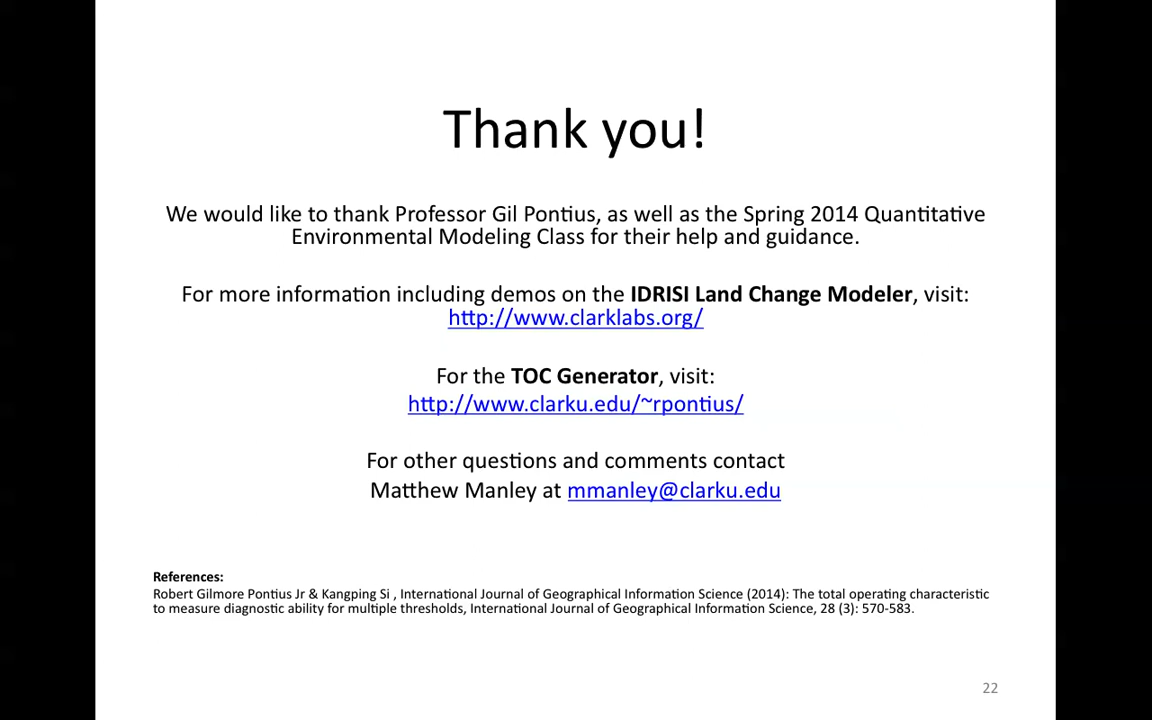 Thank you!
We would like to thank Professor Gil Pontius, as well as the Spring 2014 Quantitative
Environmental Modeling Class for their help and guidance.
For more information including demos on the IDRISI Land Change Modeler, visit:
http://www.clarklabs.org/
For the TOC Generator, visit:
http://www.clarku.edu/~rpontius/
For other questions and comments contact
Matthew Manley at mmanley@clarku.edu
References:
Robert Gilmore Pontius Jr & Kangping Si , International Journal of Geographical Information Science (2014): The total operating characteristic
to measure diagnostic ability for multiple thresholds, International Journal of Geographical Information Science, 28 (3): 570-583.
22